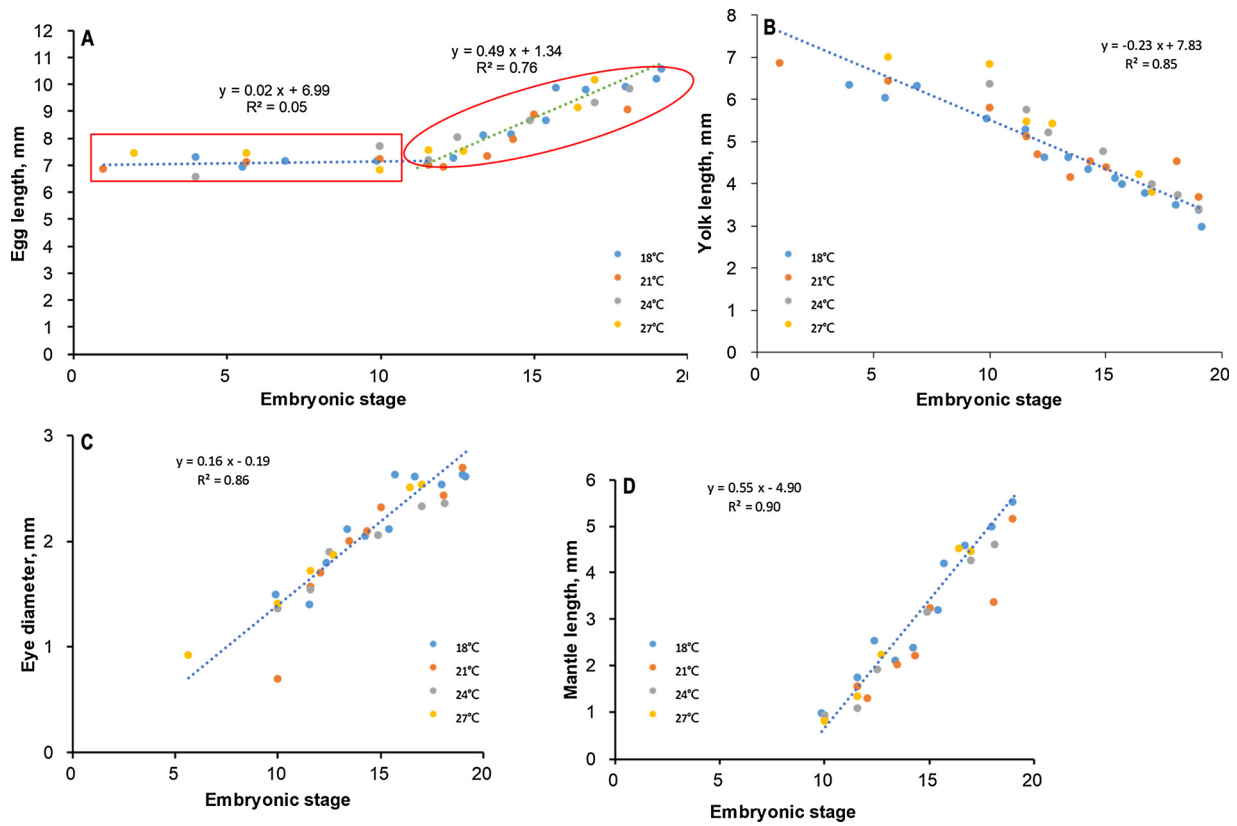 A
12
11
10
9
8
7
6
5
4
3
2
1
0
Egg length, mm
y = 0.02 x + 6.99
R² = 0.05
y = 0.49 x + 1.34
R² = 0.76
18°C
21°C
24°C
27°C
0 5 10 15 20
Embryonic stage
B
8
7
6
5
4
3
2
1
0
Yolk length, mm
y = -0.23 x + 7.83
R² = 0.85
18°C
21°C
24°C
27°C
0 5 10 15 20
Embryonic stage
C
3
2
1
0
Eye diameter, mm
y = 0.16 x - 0.19
R² = 0.86
18°C
21°C
24°C
27°C
0 5 10 15 20
Embryonic stage
D
6
5
4
3
2
1
0
Mantle length, mm
y = 0.55 x - 4.90
R² = 0.90
18°C
21°C
24°C
27°C
0 5 10 15 20
Embryonic stage